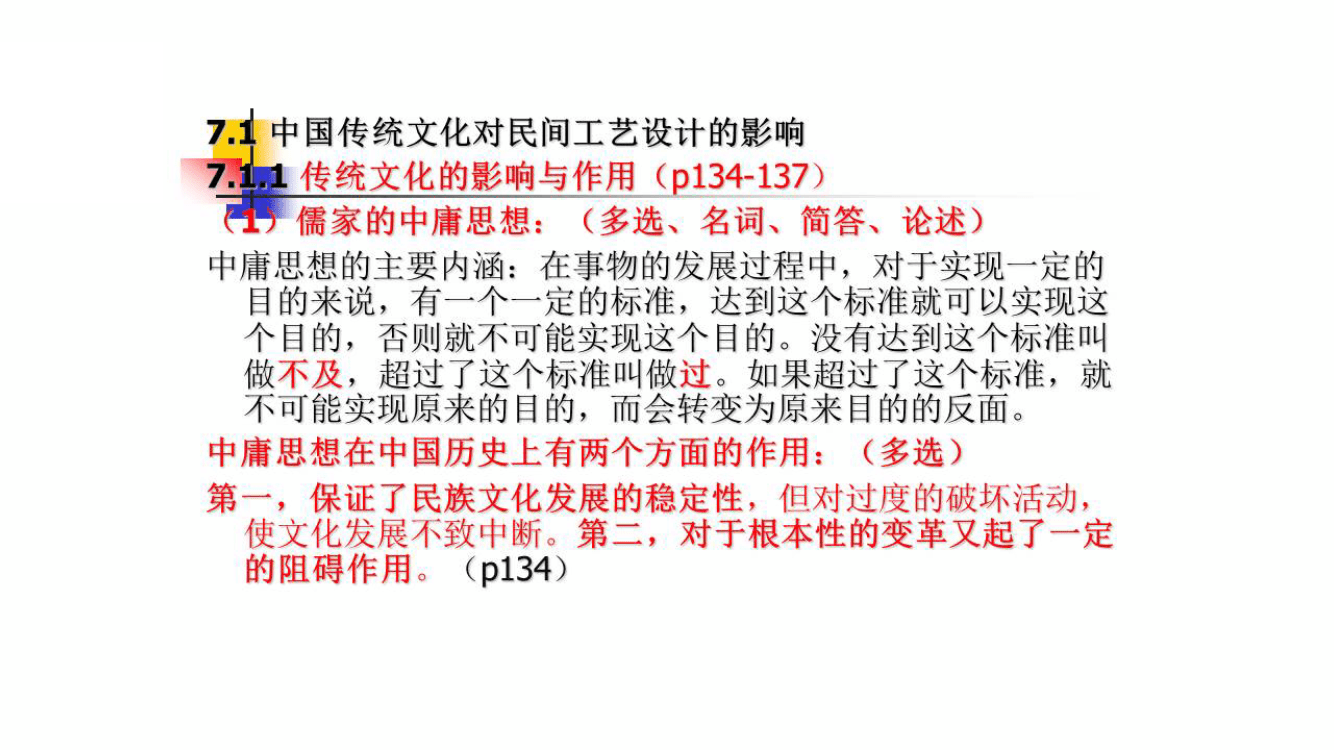 7.1 中国传统文化对民间工艺设计的影响
7.1.1 传统文化的影响与作用（p134-137）
（1）儒家的中庸思想：（多选、名词、简答、论述）
中庸思想的主要内涵：在事物的发展过程中，对于实现一定的
目的来说，有一个一定的标准，达到这个标准就可以实现这
个目的，否则就不可能实现这个目的。没有达到这个标准叫
做不及，超过了这个标准叫做过。如果超过了这个标准，就
不可能实现原来的目的，而会转变为原来目的的反面。
中庸思想在中国历史上有两个方面的作用：（多选）
第一，保证了民族文化发展的稳定性，但对过度的破坏活动，
使文化发展不致中断。第二，对于根本性的变革又起了一定
的阻碍作用。（p134）